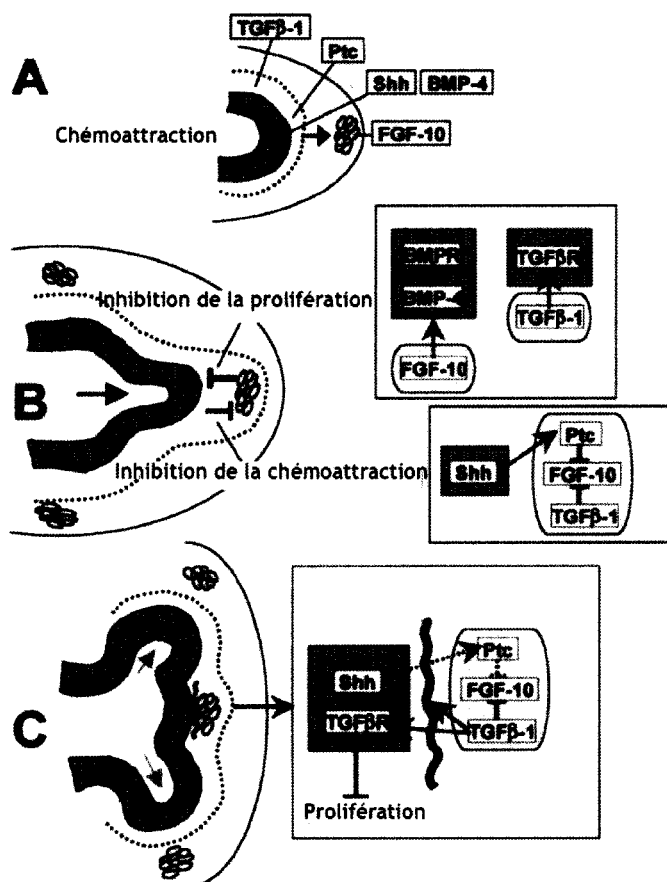 TGFβ-1
Ptc
A
Shh BMP-4
Chémoattraction
FGF-10
BMPR
TGFβR
Inhibition de la prolifération
BMP-4
TGFβ-1
B
FGF-10
Ptc
Inhibition de la chémoattraction
Shh
FGF-10
TGFβ-1
C
Ptc
Shh
FGF-10
TGFβR
TGFβ-1
Prolifération